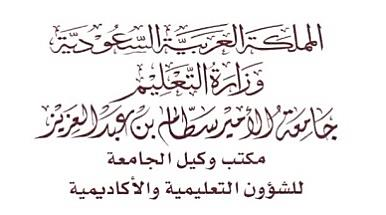 المملكة العربية السعودية
وزارة التعليم
جامعة الأمير سطام بن عبد العزيز
مكتب وكيل الجامعة
للشؤون التعليمية والأكاديمية